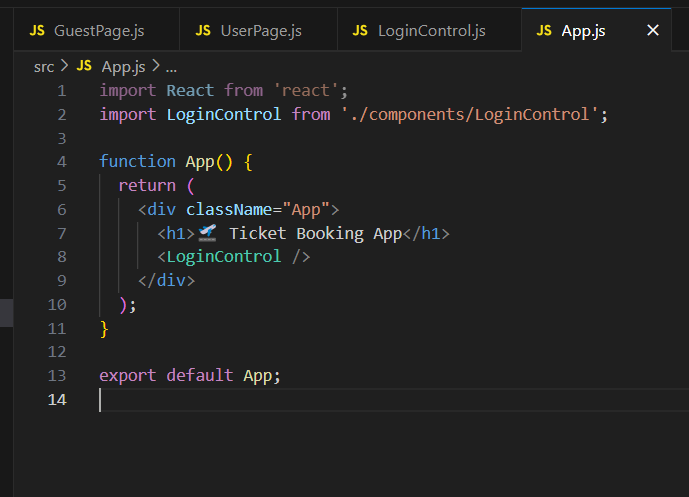 JS GuestPage.js JS UserPage.js JS LoginControl.js JS App.js ×
src > JS App.js > ...
1 import React from 'react';
2 import LoginControl from './components/LoginControl';
3
4 function App() {
5 return (
6 <div className="App">
7 <h1>🛫 Ticket Booking App</h1>
8 <LoginControl />
9 </div>
10 );
11 }
12
13 export default App;
14